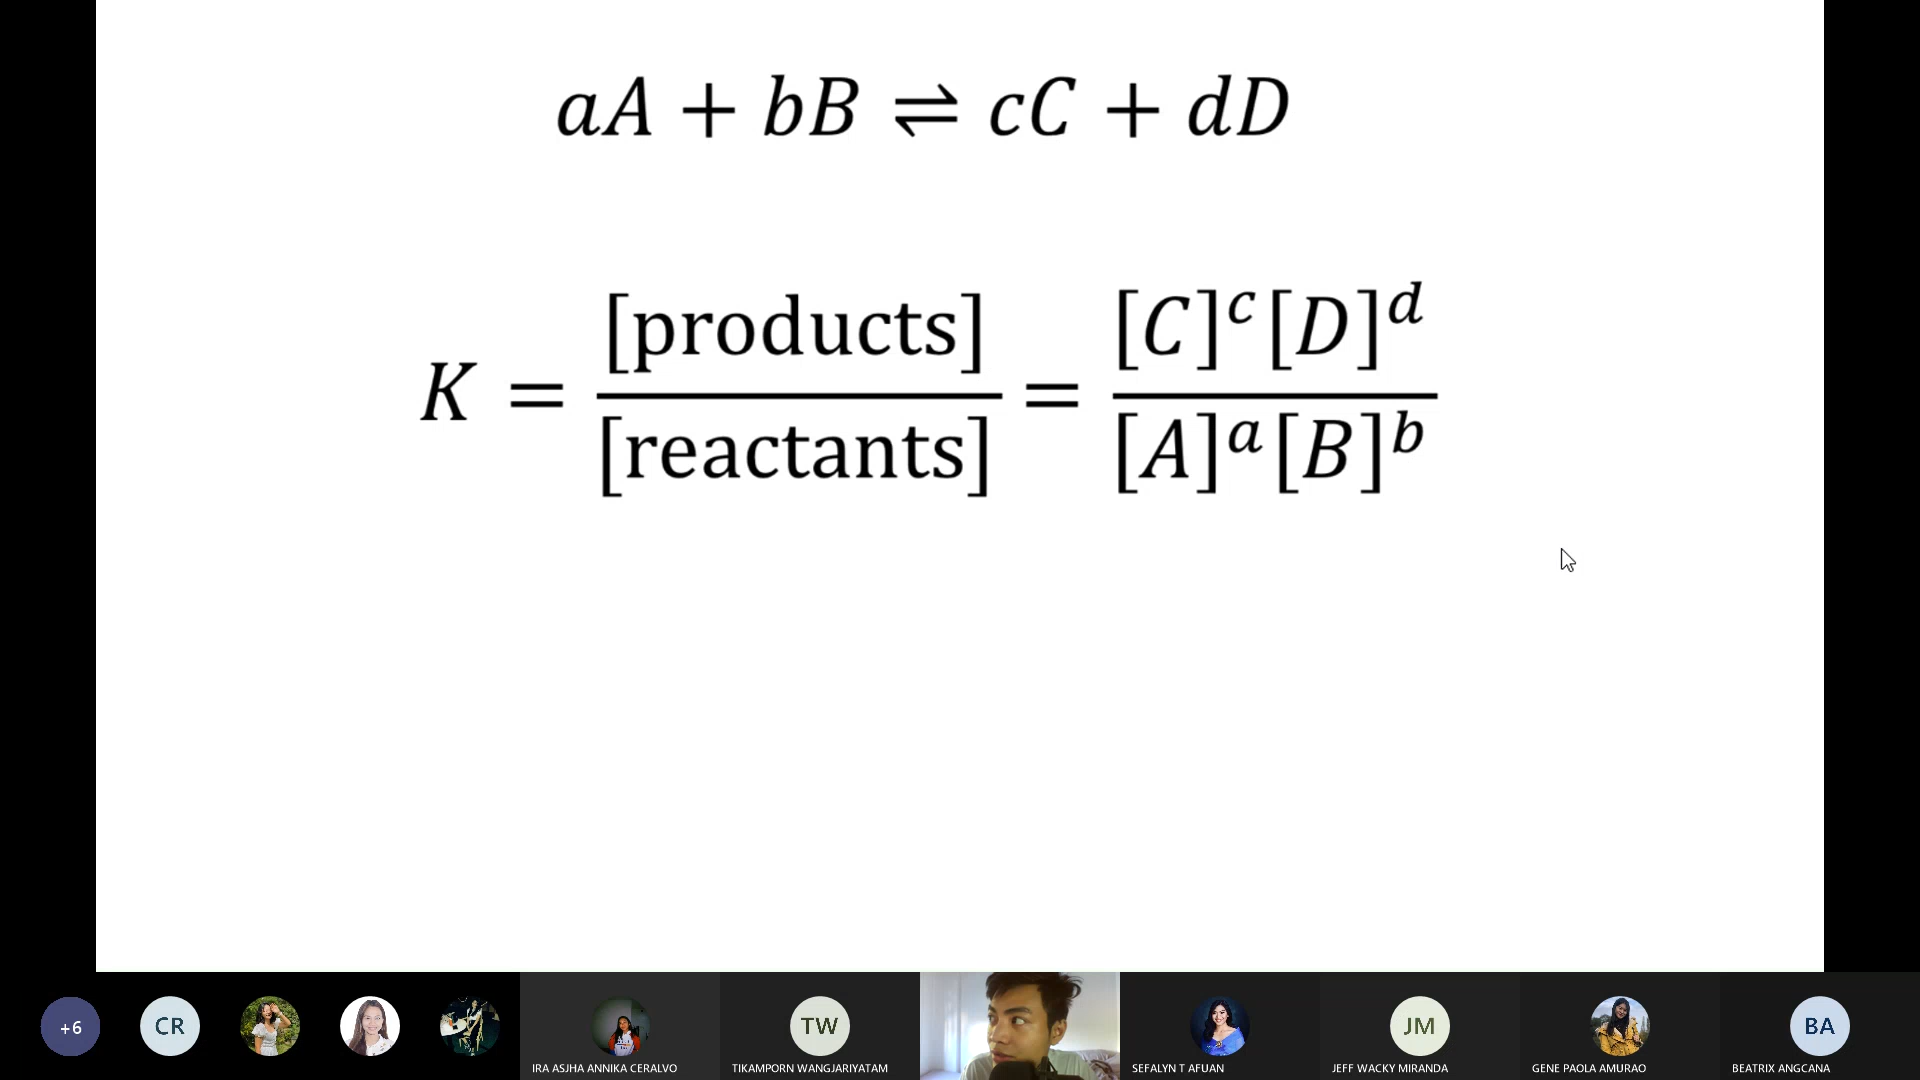 aA + bB ⇌ cC + dD
K = [products] / [reactants] = [C]^c [D]^d / [A]^a [B]^b
+6
CR
TW
JM
BA
IRA ASJHA ANNIKA CERALVO
TIKAMPORN WANGJARIYATAM
SEFALYN T AFUAN
JEFF WACKY MIRANDA
GENE PAOLA AMURAO
BEATRIX ANGCANA